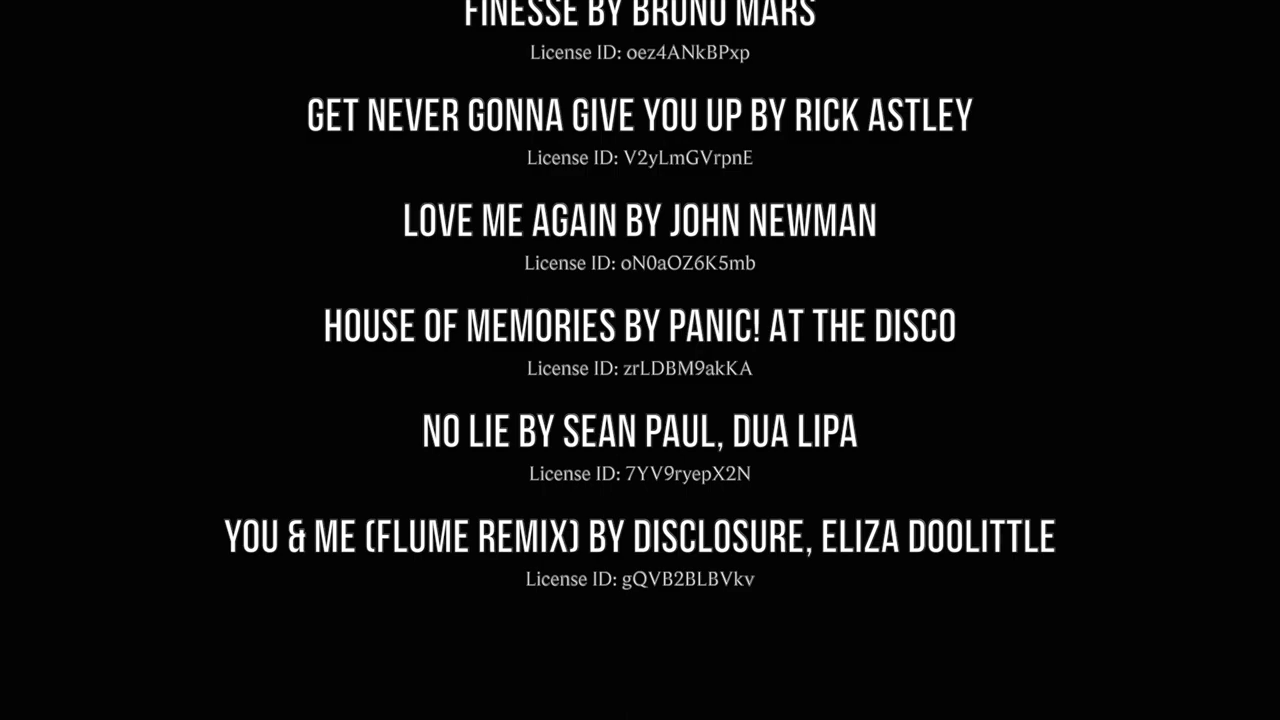 FINESSE BY BRUNO MARS
License ID: oez4ANkBPxp
GET NEVER GONNA GIVE YOU UP BY RICK ASTLEY
License ID: V2yLmGVrpnE
LOVE ME AGAIN BY JOHN NEWMAN
License ID: oN0aOZ6K5mb
HOUSE OF MEMORIES BY PANIC! AT THE DISCO
License ID: zrLDBM9akKA
NO LIE BY SEAN PAUL, DUA LIPA
License ID: 7YV9ryepX2N
YOU & ME (FLUME REMIX) BY DISCLOSURE, ELIZA DOOLITTLE
License ID: gQVB2BLBVkv